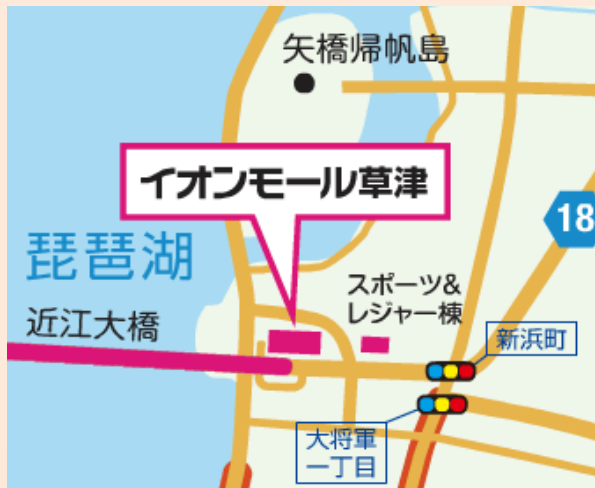 矢橋帰帆島
イオンモール草津
18
琵琶湖
スポーツ&
レジャー棟
近江大橋
新浜町
大将軍
一丁目